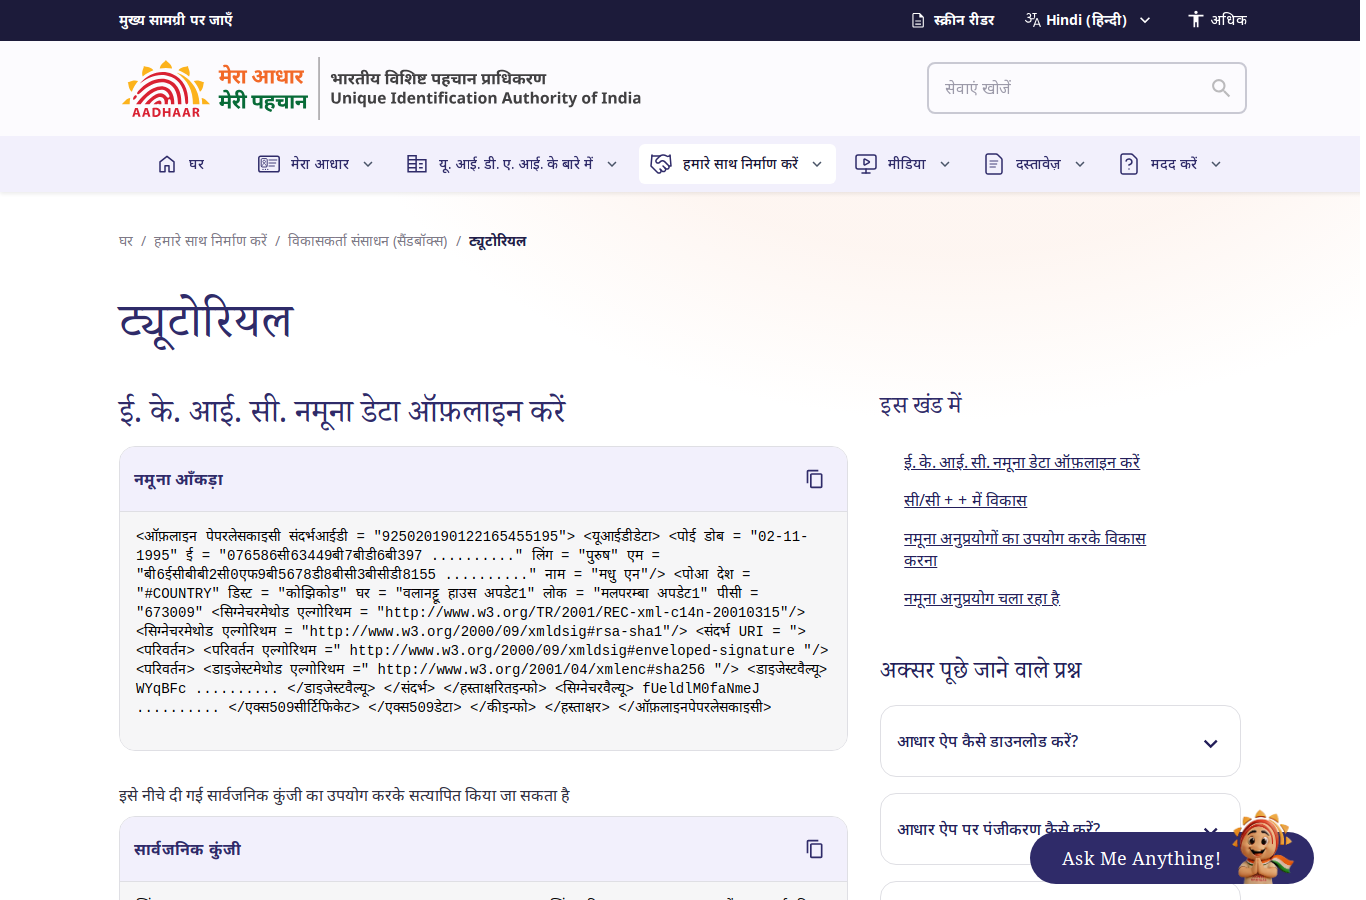 मुख्य सामग्री पर जाएँ
स्क्रीन रीडर
Hindi (हिन्दी)
अधिक
AADHAAR
मेरा आधार
मेरी पहचान
भारतीय विशिष्ट पहचान प्राधिकरण
Unique Identification Authority of India
सेवाएं खोजें
घर
मेरा आधार
यू. आई. डी. ए. आई. के बारे में
हमारे साथ निर्माण करें
मीडिया
दस्तावेज़
मदद करें
घर / हमारे साथ निर्माण करें / विकासकर्ता संसाधन (सैंडबॉक्स) / ट्यूटोरियल
ट्यूटोरियल
ई. के. आई. सी. नमूना डेटा ऑफ़लाइन करें
नमूना आँकड़ा
<ऑफ़लाइन पेपरलेसकाइसी संदर्भआईडी = "925020190122165455195"> <यूआईडीडेटा> <पोई डोब = "02-11-
1995" ई = "076586सी63449बी7बीडी6बी397 .........." लिंग = "पुरुष" एम =
"बी6ईसीबीबी2सी0एफ9बी5678डी8बीसी3बीसीडी8155 .........." नाम = "मधु एन"/> <पोआ देश =
"#COUNTRY" डिस्ट = "कोझिकोड" घर = "वलानट्टू हाउस अपडेट1" लोक = "मलपरम्बा अपडेट1" पीसी =
"673009" <सिग्नेचरमेथोड एल्गोरिथम = "http://www.w3.org/TR/2001/REC-xml-c14n-20010315"/>
<सिग्नेचरमेथोड एल्गोरिथम = "http://www.w3.org/2000/09/xmldsig#rsa-sha1"/> <संदर्भ URI = ">
<परिवर्तन> <परिवर्तन एल्गोरिथम =" http://www.w3.org/2000/09/xmldsig#enveloped-signature "/>
<परिवर्तन> <डाइजेस्टमेथोड एल्गोरिथम =" http://www.w3.org/2001/04/xmlenc#sha256 "/> <डाइजेस्टवैल्यू>
WYqBFc .......... </डाइजेस्टवैल्यू> </संदर्भ> </हस्ताक्षरितइन्फो> <सिग्नेचरवैल्यू> fUeldlM0faNmeJ
.......... </एक्स509सीर्टिफिकेट> </एक्स509डेटा> </कीइन्फो> </हस्ताक्षर> </ऑफ़लाइनपेपरलेसकाइसी>
इसे नीचे दी गई सार्वजनिक कुंजी का उपयोग करके सत्यापित किया जा सकता है
सार्वजनिक कुंजी
इस खंड में
ई. के. आई. सी. नमूना डेटा ऑफ़लाइन करें
सी/सी + + में विकास
नमूना अनुप्रयोगों का उपयोग करके विकास
करना
नमूना अनुप्रयोग चला रहा है
अक्सर पूछे जाने वाले प्रश्न
आधार ऐप कैसे डाउनलोड करें?
आधार ऐप पर पंजीकरण कैसे करें?
Ask Me Anything!